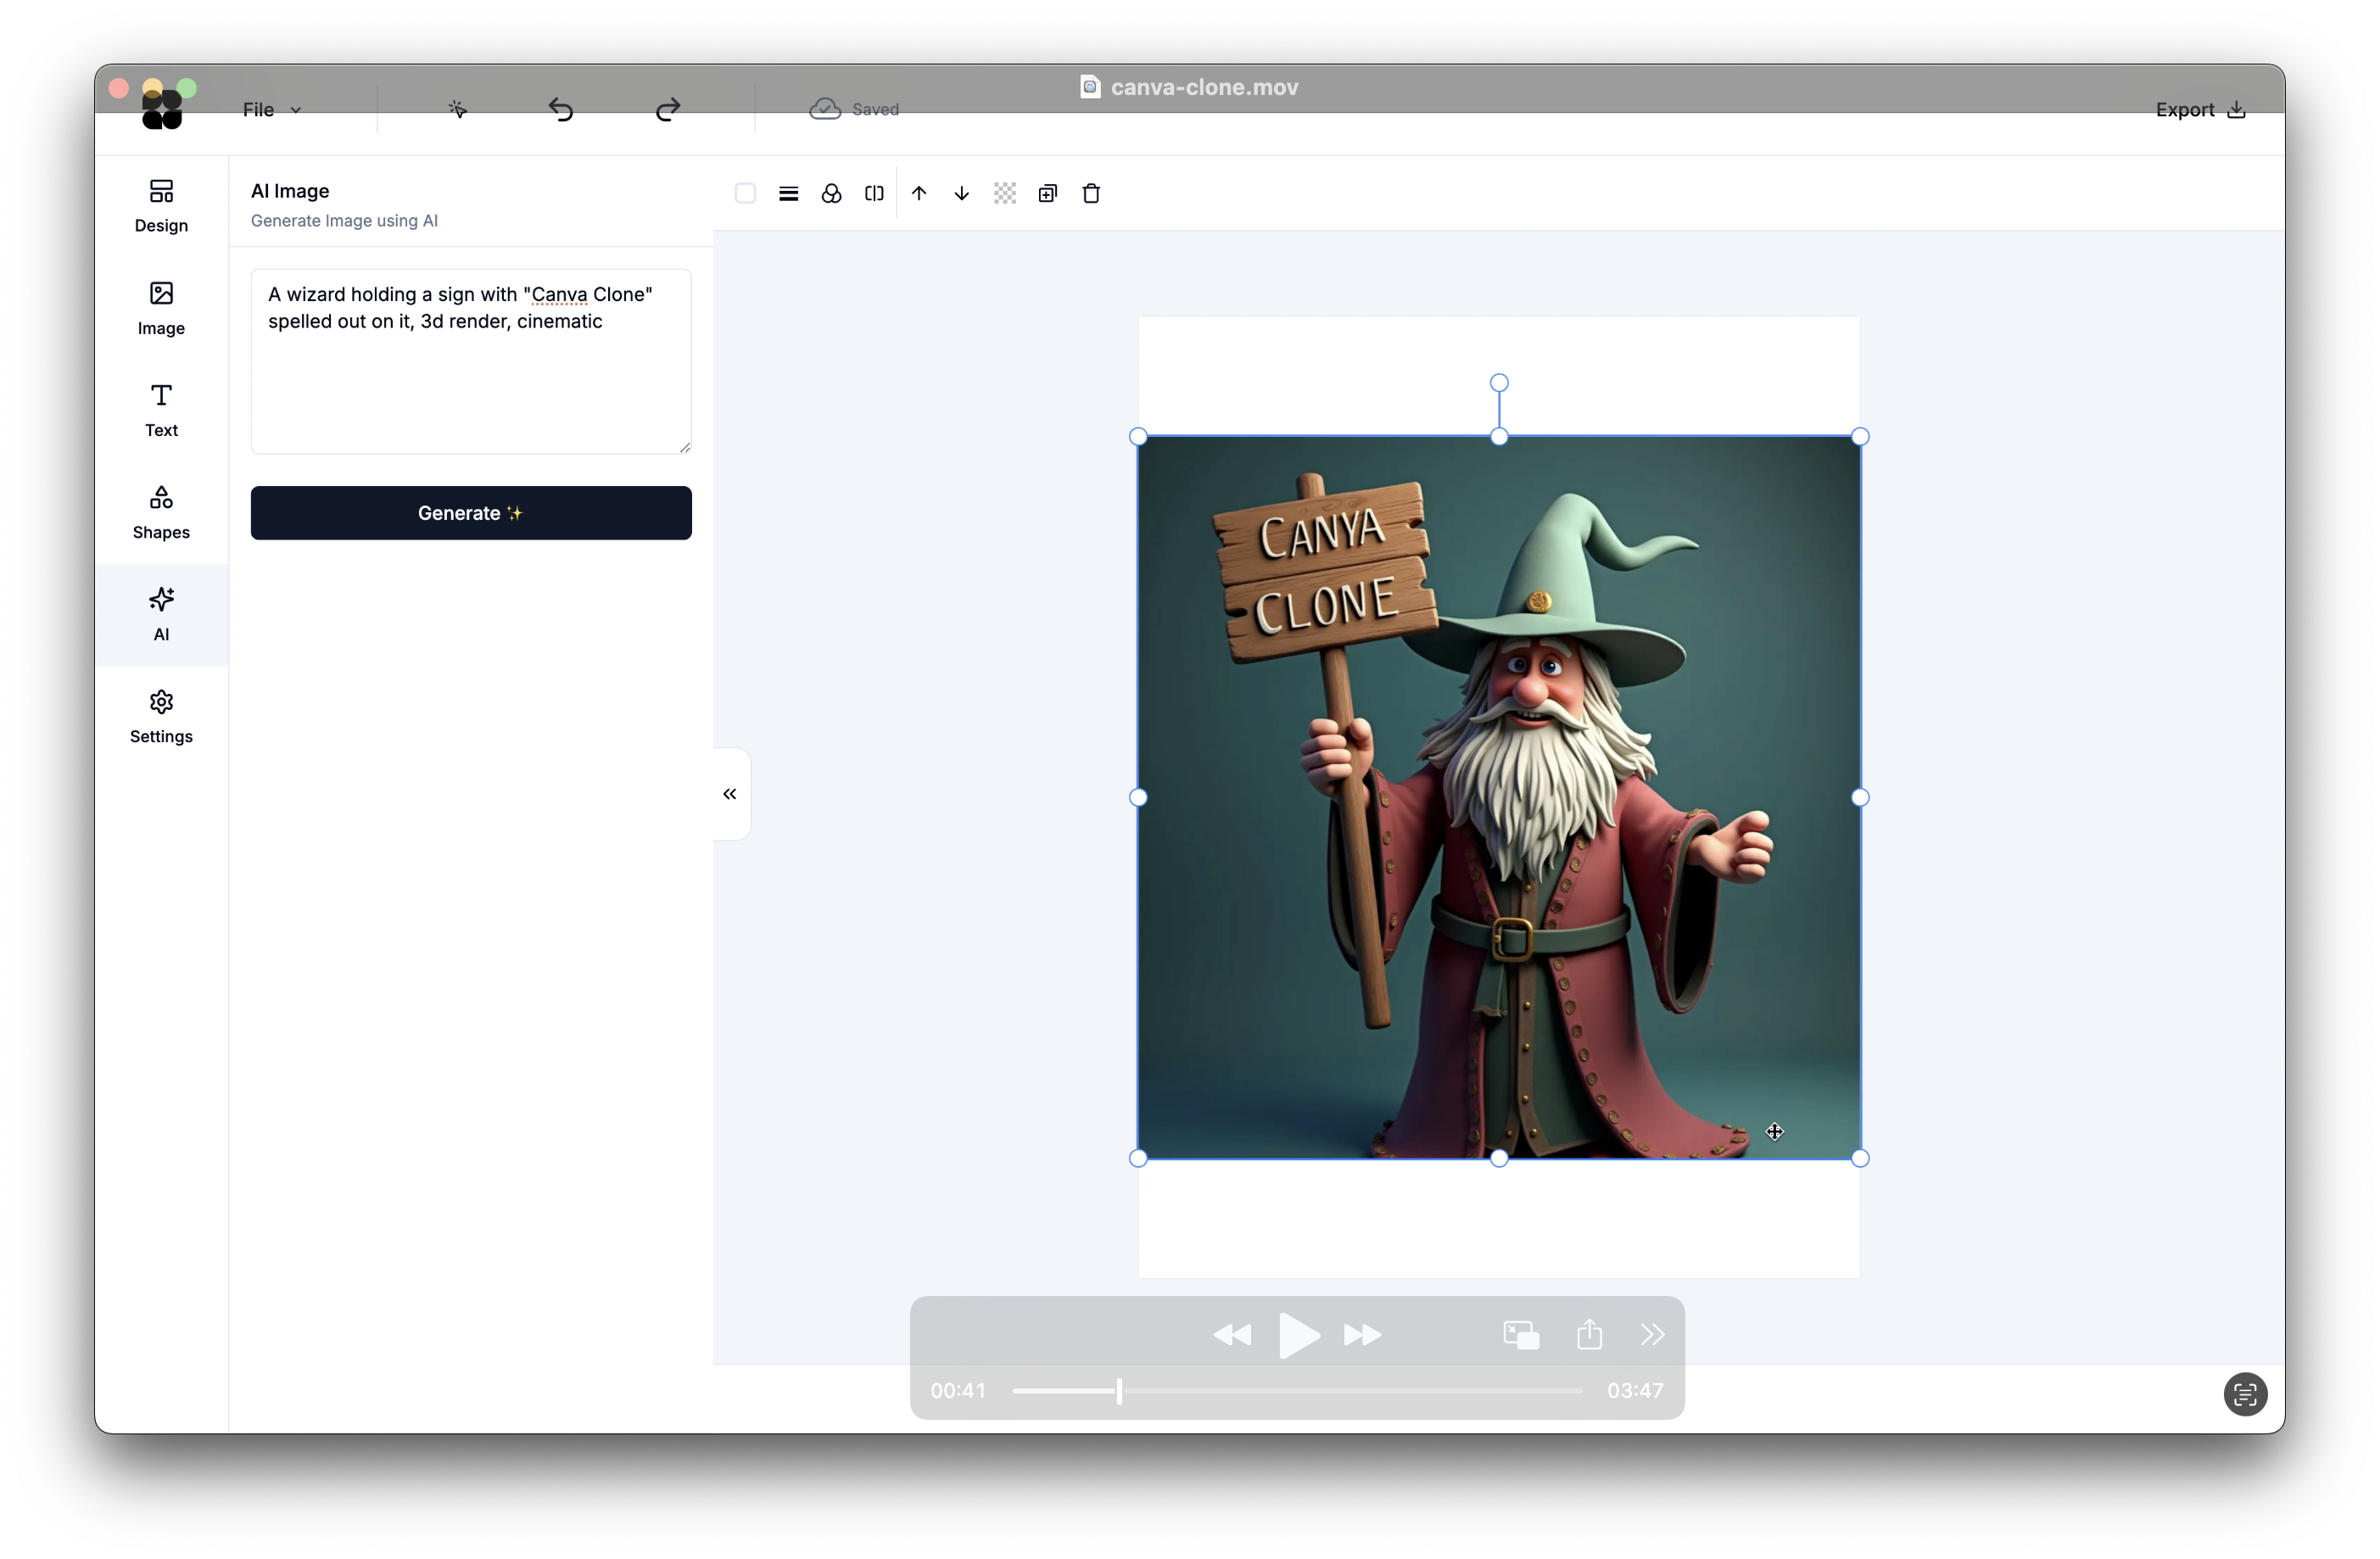 canva-clone.mov
File
Saved
Export
Design
Image
Text
Shapes
AI
Settings
AI Image
Generate Image using AI
A wizard holding a sign with "Canva Clone"
spelled out on it, 3d render, cinematic
Generate ✨
CANYA
CLONE
00:41
03:47